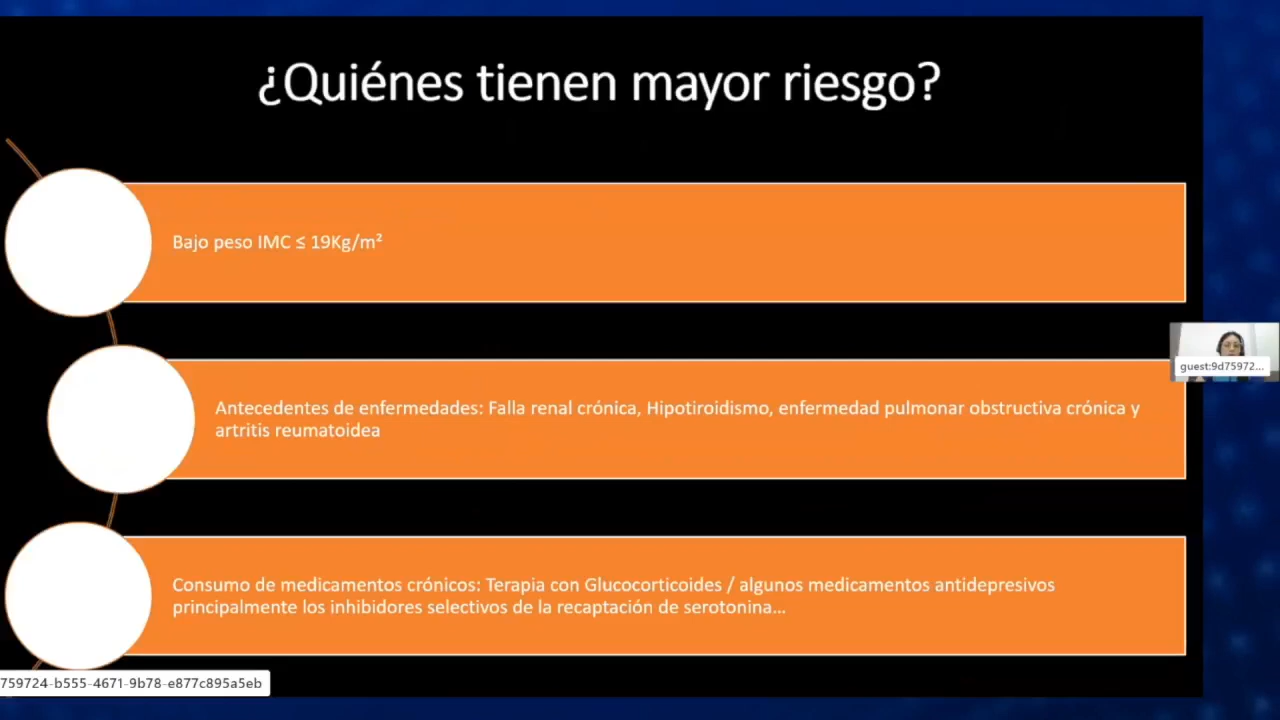 ¿Quiénes tienen mayor riesgo?
Bajo peso IMC ≤ 19Kg/m²
guest:9d75972...
Antecedentes de enfermedades: Falla renal crónica, Hipotiroidismo, enfermedad pulmonar obstructiva crónica y
artritis reumatoidea
Consumo de medicamentos crónicos: Terapia con Glucocorticoides / algunos medicamentos antidepresivos
principalmente los inhibidores selectivos de la recaptación de serotonina...
759724-b555-4671-9b78-e877c895a5eb